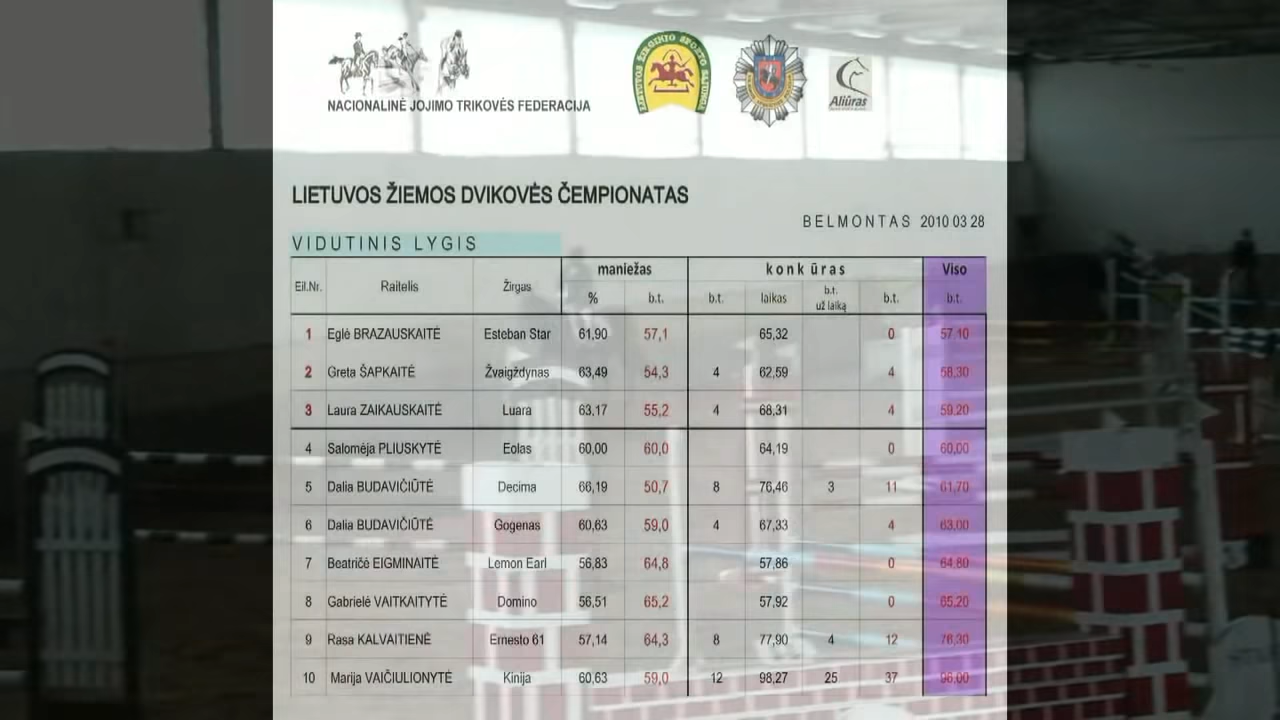 NACIONALINĖ JOJIMO TRIKOVĖS FEDERACIJA
LIETUVOS ŽIRGINIO SPORTO SĄJUNGA
Aliūras
LIETUVOS ŽIEMOS DVIKOVĖS ČEMPIONATAS
BELMONTAS 2010 03 28
VIDUTINIS LYGIS
maniežas konkūras Viso
Eil.Nr. Raitelis Žirgas % b.t. b.t. laikas b.t. už laiką b.t. b.t.
1 Eglė BRAZAUSKAITĖ Esteban Star 61,90 57,1 65,32 0 57,10
2 Greta ŠAPKAITĖ Žvaigždynas 63,49 54,3 4 62,59 4 58,30
3 Laura ZAIKAUSKAITĖ Luara 63,17 55,2 4 68,31 4 59,20
4 Salomėja PLIUSKYTĖ Eolas 60,00 60,0 64,19 0 60,00
5 Dalia BUDAVIČIŪTĖ Decima 66,19 50,7 8 76,46 3 11 61,70
6 Dalia BUDAVIČIŪTĖ Gogenas 60,63 59,0 4 67,33 4 63,00
7 Beatričė EIGMINAITĖ Lemon Earl 56,83 64,8 57,86 0 64,80
8 Gabrielė VAITKAITYTĖ Domino 56,51 65,2 57,92 0 65,20
9 Rasa KALVAITIENĖ Ernesto 61 57,14 64,3 8 77,90 4 12 76,30
10 Marija VAIČIULIONYTĖ Kinija 60,63 59,0 12 98,27 25 37 96,00